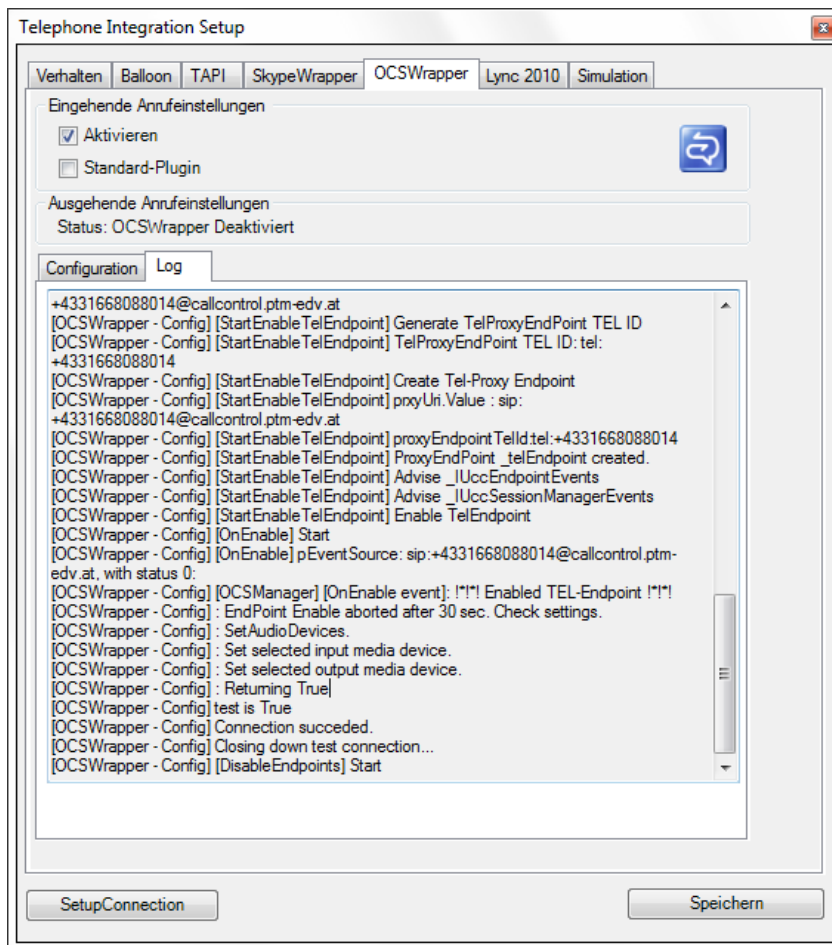 Telephone Integration Setup
Verhalten Balloon TAPI SkypeWrapper OCSWrapper Lync 2010 Simulation
Eingehende Anrufeinstellungen
Aktivieren
Standard-Plugin
Ausgehende Anrufeinstellungen
Status: OCSWrapper Deaktiviert
Configuration Log
+4331668088014@callcontrol.ptm-edv.at
[OCSWrapper - Config] [StartEnableTelEndpoint] Generate TelProxyEndPoint TEL ID
[OCSWrapper - Config] [StartEnableTelEndpoint] TelProxyEndPoint TEL ID: tel:
+4331668088014
[OCSWrapper - Config] [StartEnableTelEndpoint] Create Tel-Proxy Endpoint
[OCSWrapper - Config] [StartEnableTelEndpoint] prxyUri.Value : sip:
+4331668088014@callcontrol.ptm-edv.at
[OCSWrapper - Config] [StartEnableTelEndpoint] proxyEndpointTelId:tel:+4331668088014
[OCSWrapper - Config] [StartEnableTelEndpoint] ProxyEndPoint _telEndpoint created.
[OCSWrapper - Config] [StartEnableTelEndpoint] Advise _IUccEndpointEvents
[OCSWrapper - Config] [StartEnableTelEndpoint] Advise _IUccSessionManagerEvents
[OCSWrapper - Config] [StartEnableTelEndpoint] Enable TelEndpoint
[OCSWrapper - Config] [OnEnable] Start
[OCSWrapper - Config] [OnEnable] pEventSource: sip:+4331668088014@callcontrol.ptm-
edv.at, with status 0:
[OCSWrapper - Config] [OCSManager] [OnEnable event]: !*!*! Enabled TEL-Endpoint !*!*!
[OCSWrapper - Config] : EndPoint Enable aborted after 30 sec. Check settings.
[OCSWrapper - Config] : SetAudioDevices.
[OCSWrapper - Config] : Set selected input media device.
[OCSWrapper - Config] : Set selected output media device.
[OCSWrapper - Config] : Returning True
[OCSWrapper - Config] test is True
[OCSWrapper - Config] Connection succeded.
[OCSWrapper - Config] Closing down test connection...
[OCSWrapper - Config] [DisableEndpoints] Start
SetupConnection Speichern